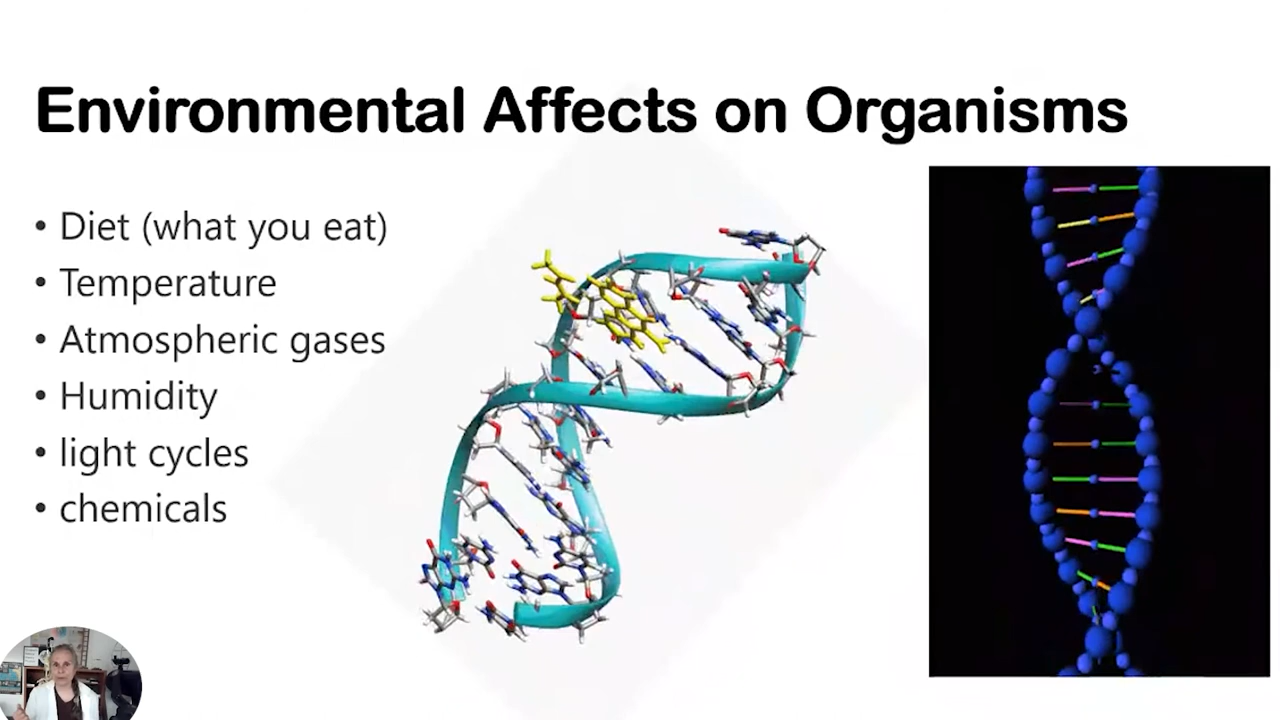 Environmental Affects on Organisms
• Diet (what you eat)
• Temperature
• Atmospheric gases
• Humidity
• light cycles
• chemicals